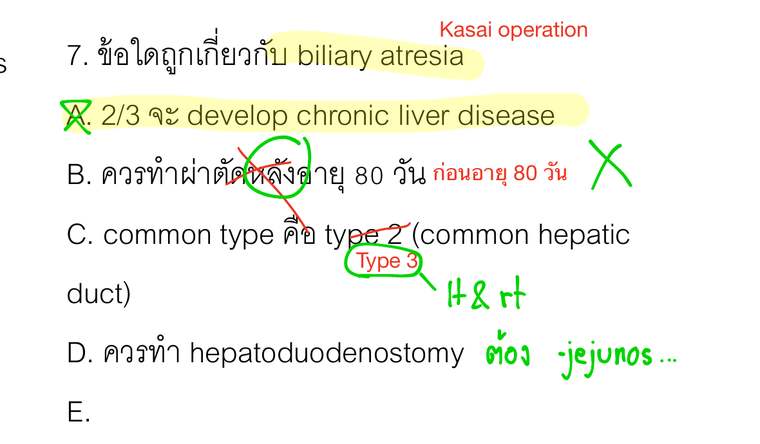 Kasai operation
s
7. ข้อใดถูกเกี่ยวกับ biliary atresia
A. 2/3 จะ develop chronic liver disease
B. ควรทำผ่าตัดหลังอายุ 80 วัน ก่อนอายุ 80 วัน
C. common type คือ type 2 (common hepatic
Type 3
duct) It & rt
D. ควรทำ hepatoduodenostomy ต้อง -jejunos...
E.